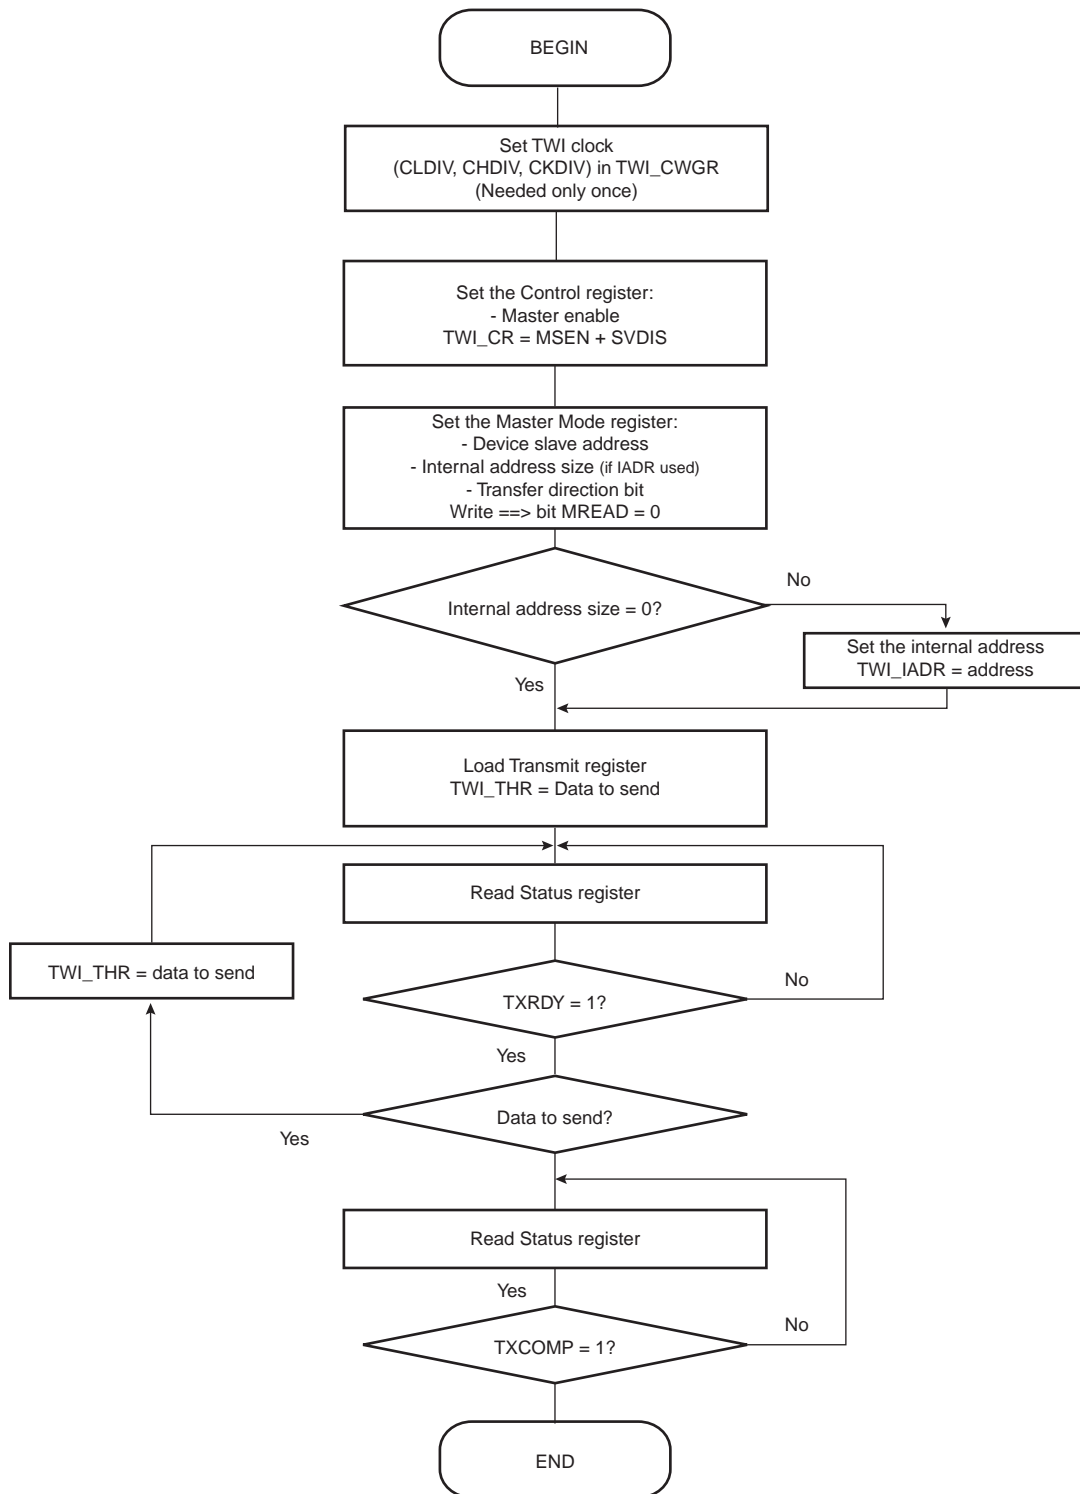 BEGIN
Set TWI clock
(CLDIV, CHDIV, CKDIV) in TWI_CWGR
(Needed only once)
Set the Control register:
- Master enable
TWI_CR = MSEN + SVDIS
Set the Master Mode register:
- Device slave address
- Internal address size (if IADR used)
- Transfer direction bit
Write ==> bit MREAD = 0
No
Internal address size = 0?
Set the internal address
TWI_IADR = address
Yes
Load Transmit register
TWI_THR = Data to send
Read Status register
TWI_THR = data to send
No
TXRDY = 1?
Yes
Data to send?
Yes
Read Status register
Yes
No
TXCOMP = 1?
END